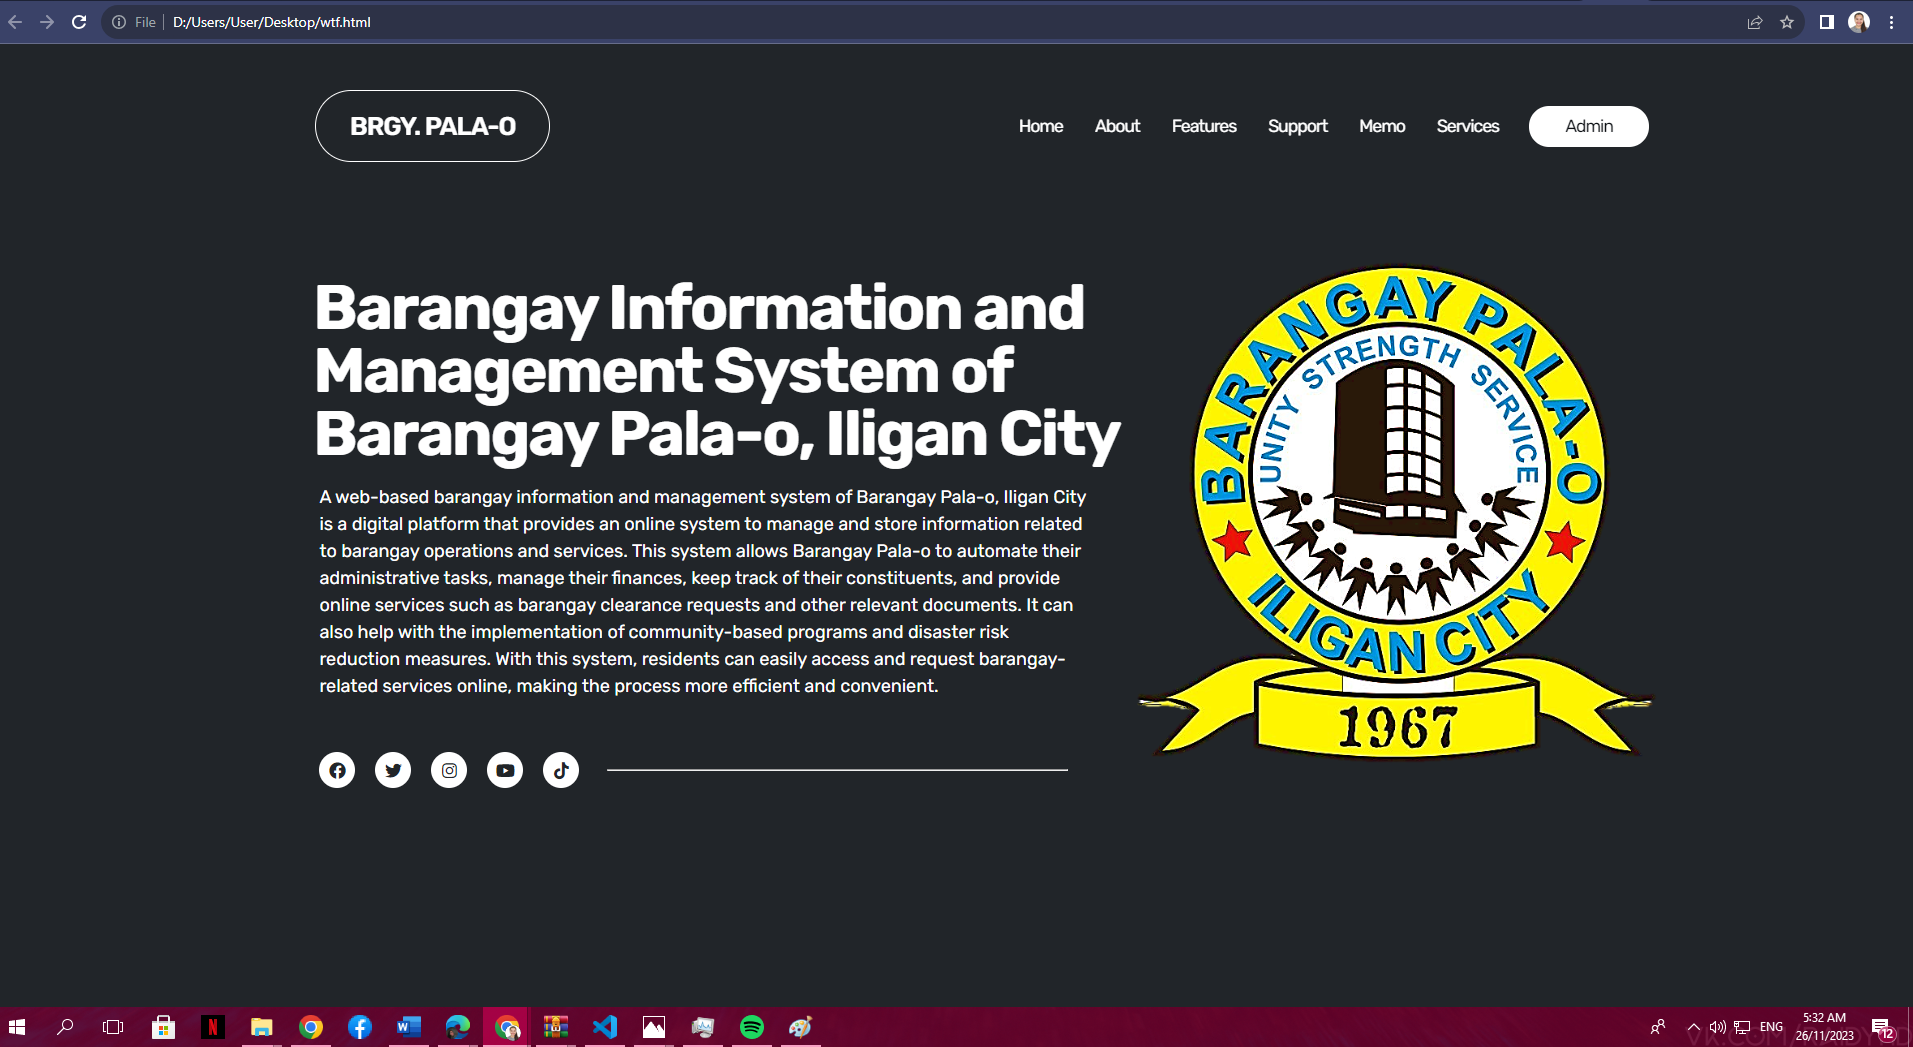 File
D:/Users/User/Desktop/wtf.html
BRGY. PALA-O
Home
About
Features
Support
Memo
Services
Admin
Barangay Information and
Management System of
Barangay Pala-o, Iligan City
A web-based barangay information and management system of Barangay Pala-o, Iligan City
is a digital platform that provides an online system to manage and store information related
to barangay operations and services. This system allows Barangay Pala-o to automate their
administrative tasks, manage their finances, keep track of their constituents, and provide
online services such as barangay clearance requests and other relevant documents. It can
also help with the implementation of community-based programs and disaster risk
reduction measures. With this system, residents can easily access and request barangay-
related services online, making the process more efficient and convenient.
BARANGAY PALA-O
UNITY STRENGTH SERVICE
ILIGAN CITY
1967
ENG
5:32 AM
26/11/2023
12